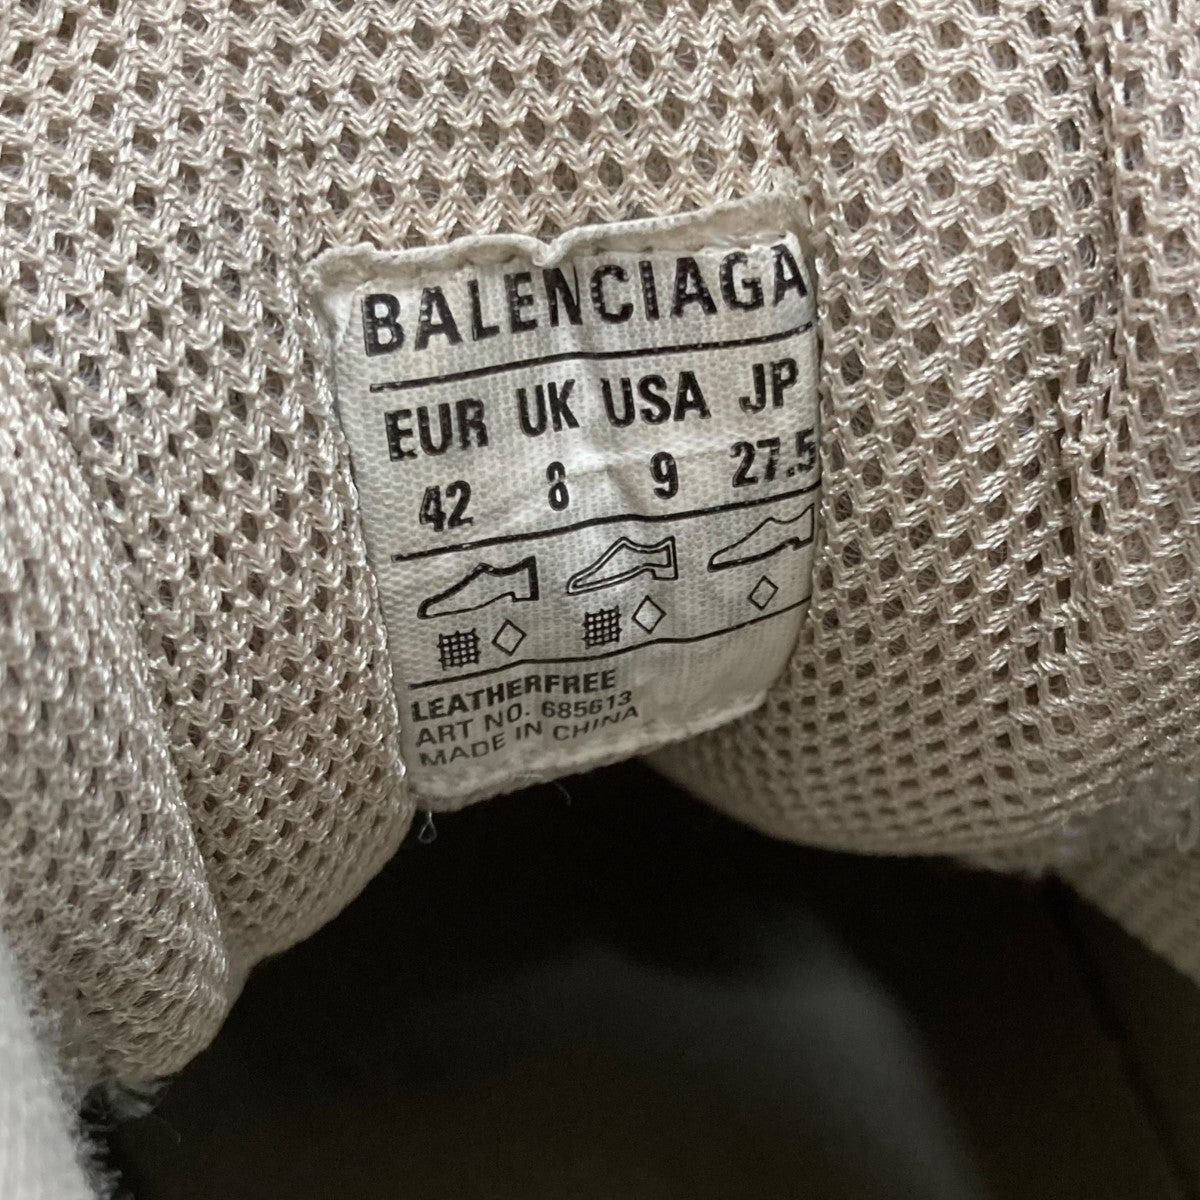 BALENCIAGA
EUR UK USA JP
42 8 9 27.5
LEATHERFREE
ART NO. 685613
MADE IN CHINA